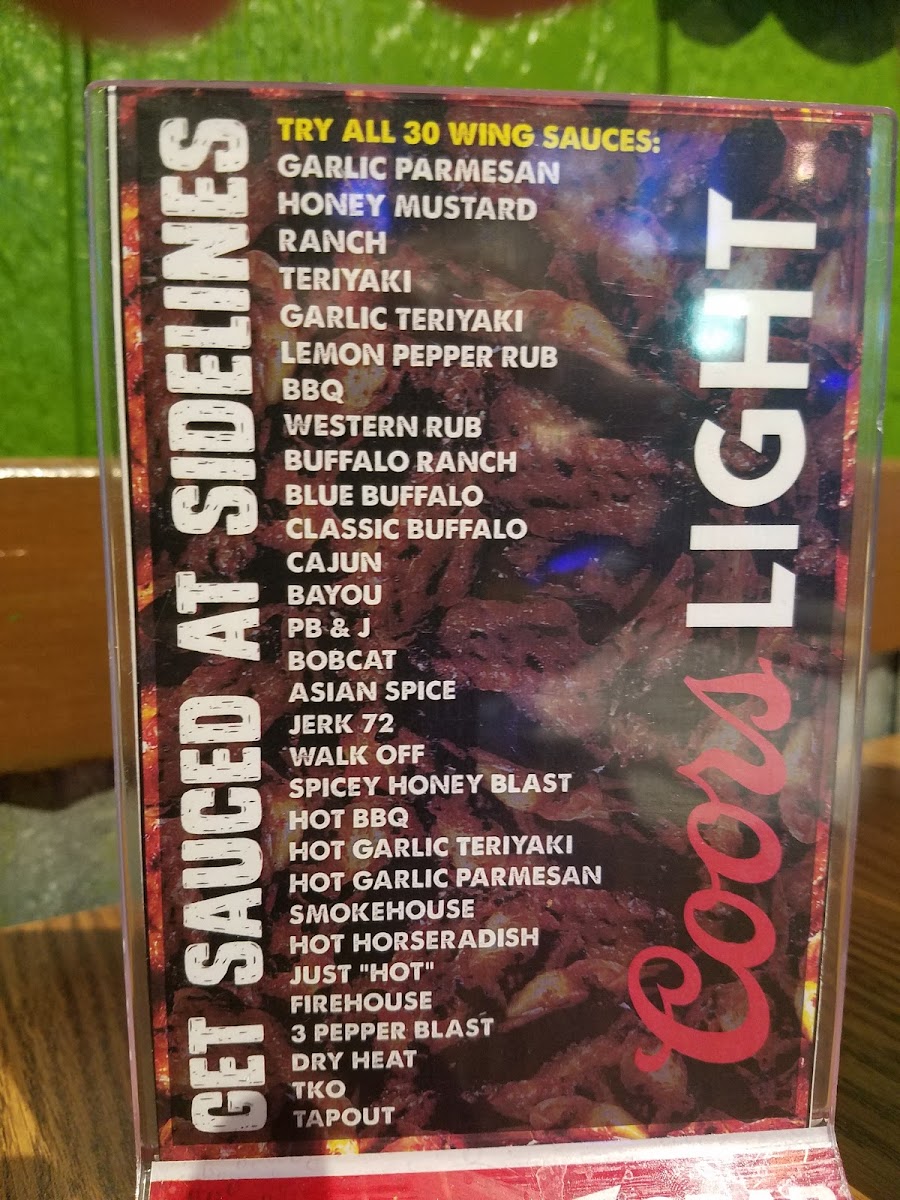 GET SAUCED AT SIDELINES
TRY ALL 30 WING SAUCES:
GARLIC PARMESAN
HONEY MUSTARD
RANCH
TERIYAKI
GARLIC TERIYAKI
LEMON PEPPER RUB
BBQ
WESTERN RUB
BUFFALO RANCH
BLUE BUFFALO
CLASSIC BUFFALO
CAJUN
BAYOU
PB & J
BOBCAT
ASIAN SPICE
JERK 72
WALK OFF
SPICEY HONEY BLAST
HOT BBQ
HOT GARLIC TERIYAKI
HOT GARLIC PARMESAN
SMOKEHOUSE
HOT HORSERADISH
JUST "HOT"
FIREHOUSE
3 PEPPER BLAST
DRY HEAT
TKO
TAPOUT
Coors LIGHT